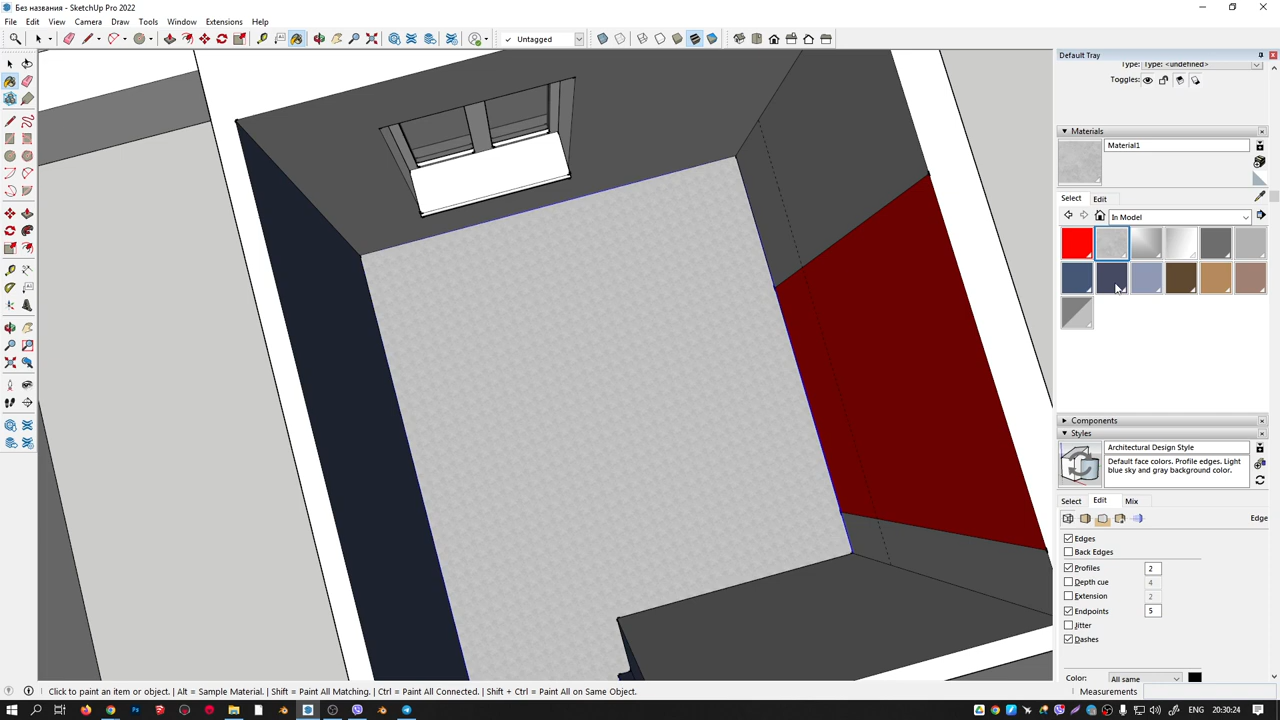 Без названия - SketchUp Pro 2022
File Edit View Camera Draw Tools Window Extensions Help
Untagged
Default Tray
Type: Type: <undefined>
Toggles:
Materials
Material1
Select Edit
In Model
Components
Styles
Architectural Design Style
Default face colors. Profile edges. Light
blue sky and gray background color.
Select Edit Mix
Edge
Edges
Back Edges
Profiles 2
Depth cue 4
Extension 2
Endpoints 5
Jitter
Dashes
Color: All same
Click to paint an item or object. | Alt = Sample Material. | Shift = Paint All Matching. | Ctrl = Paint All Connected. | Shift + Ctrl = Paint All on Same Object.
Measurements
ENG 20:30:24